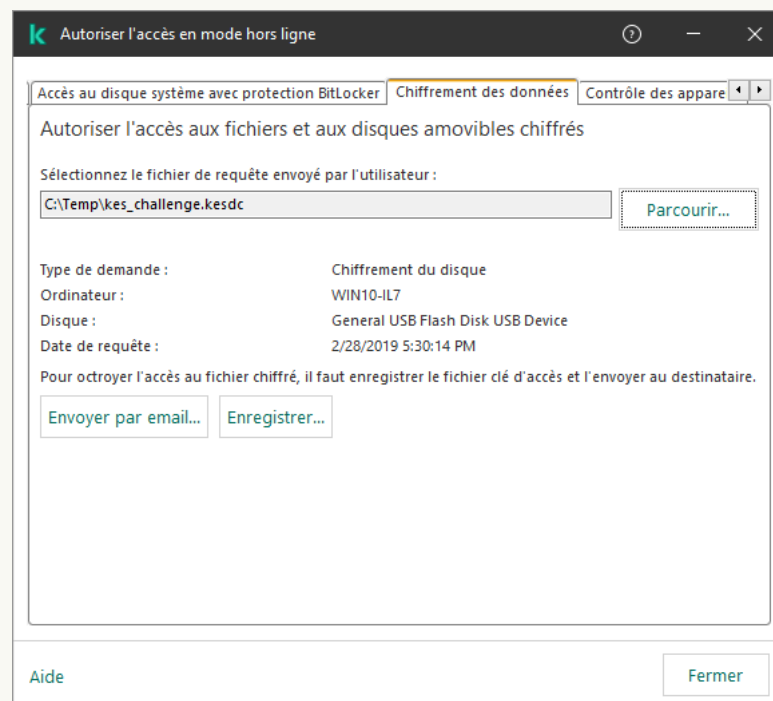 Autoriser l'accès en mode hors ligne
Accès au disque système avec protection BitLocker Chiffrement des données Contrôle des appare
Autoriser l'accès aux fichiers et aux disques amovibles chiffrés
Sélectionnez le fichier de requête envoyé par l'utilisateur :
C:\Temp\kes_challenge.kesdc Parcourir...
Type de demande : Chiffrement du disque
Ordinateur : WIN10-IL7
Disque : General USB Flash Disk USB Device
Date de requête : 2/28/2019 5:30:14 PM
Pour octroyer l'accès au fichier chiffré, il faut enregistrer le fichier clé d'accès et l'envoyer au destinataire.
Envoyer par email... Enregistrer...
Aide Fermer